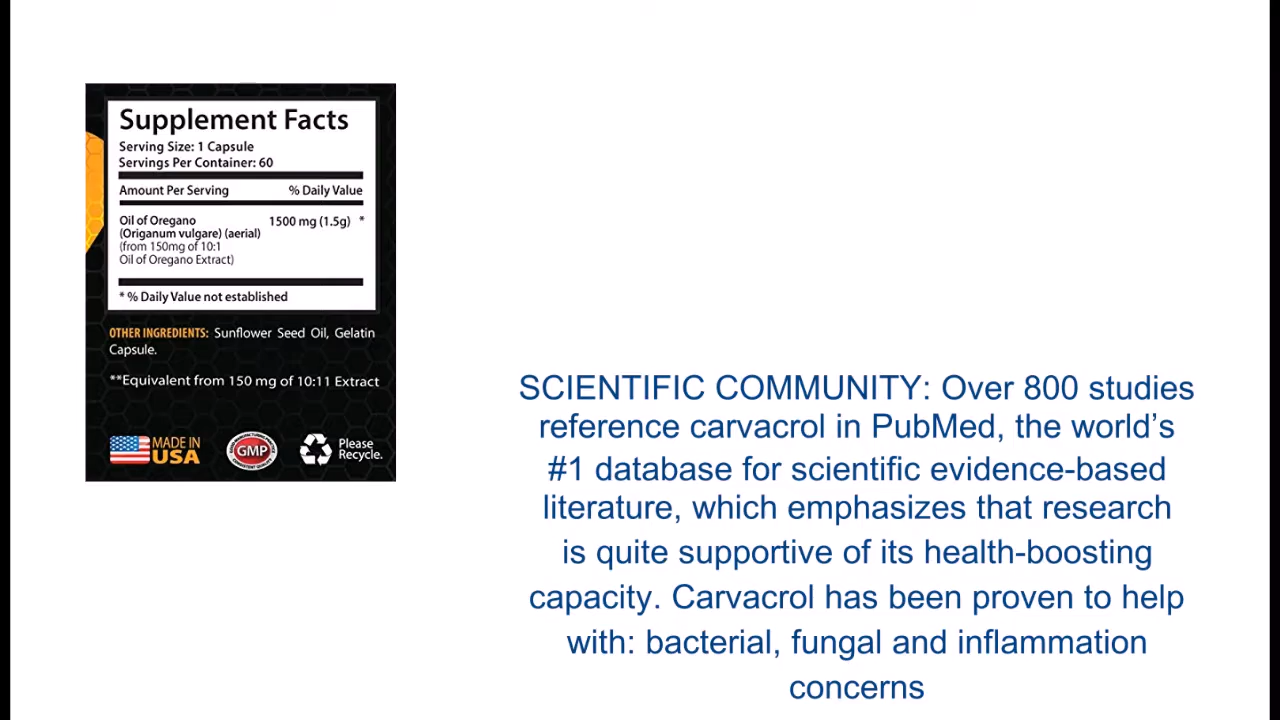 Supplement Facts
Serving Size: 1 Capsule
Servings Per Container: 60
Amount Per Serving % Daily Value
Oil of Oregano 1500 mg (1.5g) *
(Origanum vulgare) (aerial)
(from 150mg of 10:1
Oil of Oregano Extract)
* % Daily Value not established
OTHER INGREDIENTS: Sunflower Seed Oil, Gelatin
Capsule.
**Equivalent from 150 mg of 10:11 Extract
MADE IN
USA
GMP
Please
Recycle.
SCIENTIFIC COMMUNITY: Over 800 studies
reference carvacrol in PubMed, the world’s
#1 database for scientific evidence-based
literature, which emphasizes that research
is quite supportive of its health-boosting
capacity. Carvacrol has been proven to help
with: bacterial, fungal and inflammation
concerns